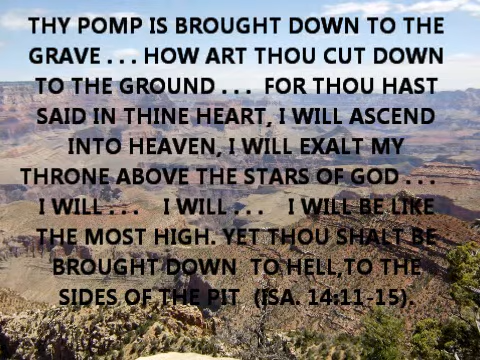 THY POMP IS BROUGHT DOWN TO THE
GRAVE . . . HOW ART THOU CUT DOWN
TO THE GROUND . . . FOR THOU HAST
SAID IN THINE HEART, I WILL ASCEND
INTO HEAVEN, I WILL EXALT MY
THRONE ABOVE THE STARS OF GOD . . .
I WILL . . . I WILL . . . I WILL BE LIKE
THE MOST HIGH. YET THOU SHALT BE
BROUGHT DOWN TO HELL,TO THE
SIDES OF THE PIT (ISA. 14:11-15).